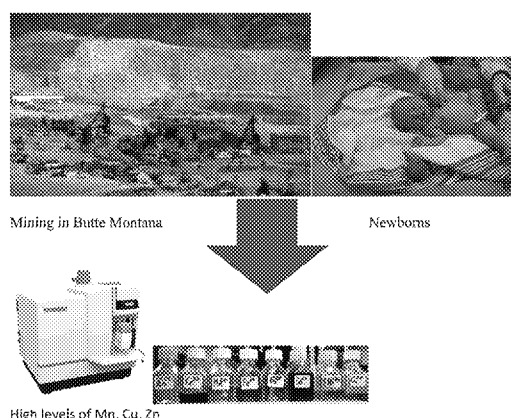 Mining in Butte Montana
Newborns
High levels of Mn, Cu, Zn